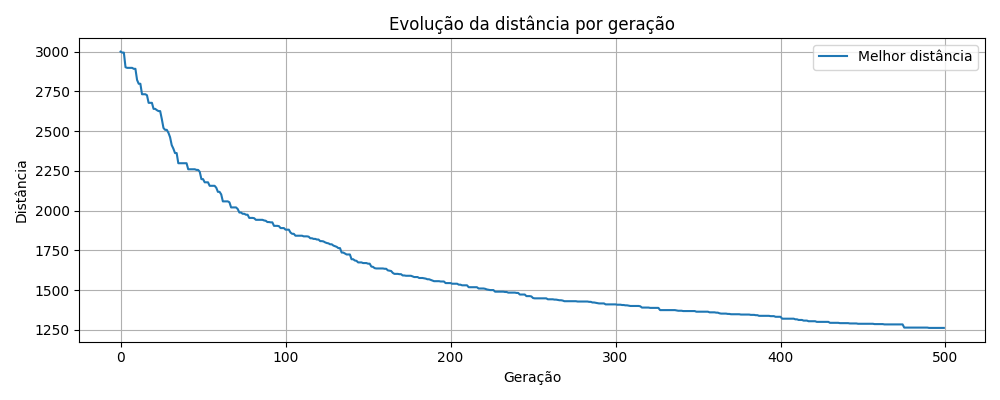 Evolução da distância por geração
Melhor distância
Distância
3000
2750
2500
2250
2000
1750
1500
1250
0 100 200 300 400 500
Geração